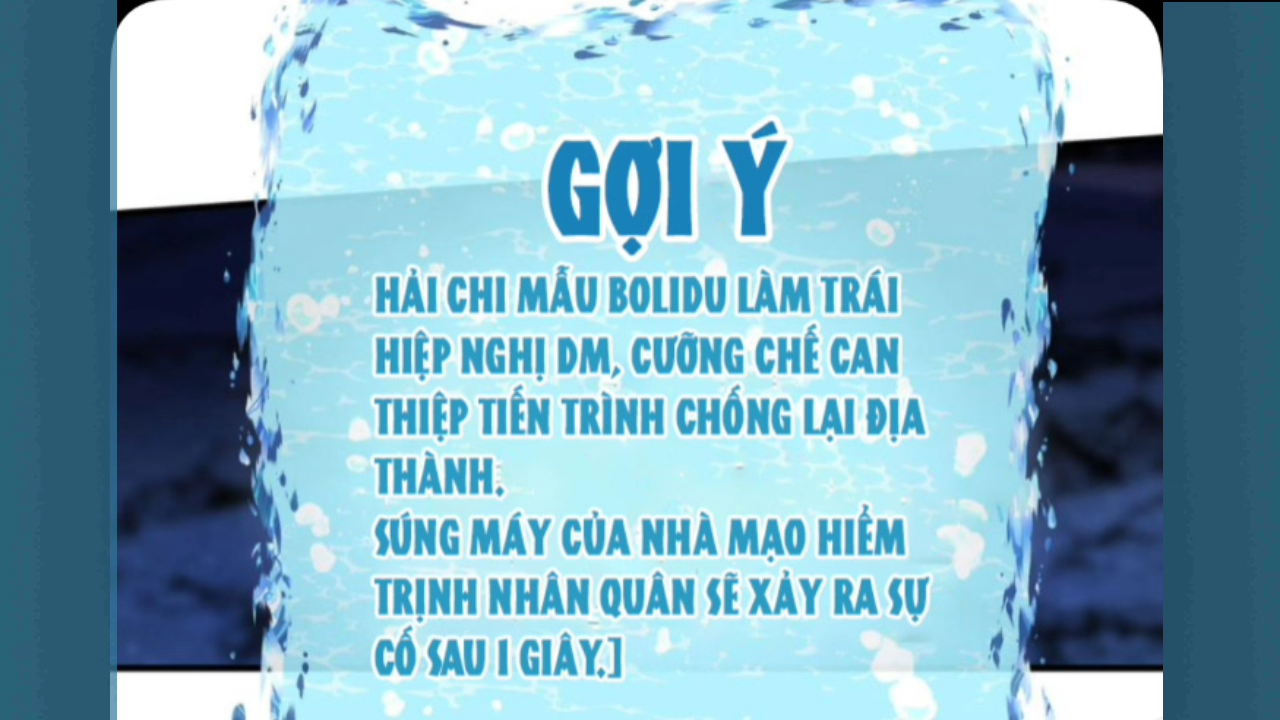 GỢI Ý
HẢI CHI MẪU BOLIDU LÀM TRÁI
HIỆP NGHỊ DM, CƯỠNG CHẾ CAN
THIỆP TIẾN TRÌNH CHỐNG LẠI ĐỊA
THÀNH.
SÚNG MÁY CỦA NHÀ MẠO HIỂM
TRỊNH NHÂN QUÂN SẼ XẢY RA SỰ
CỐ SAU 1 GIÂY.]